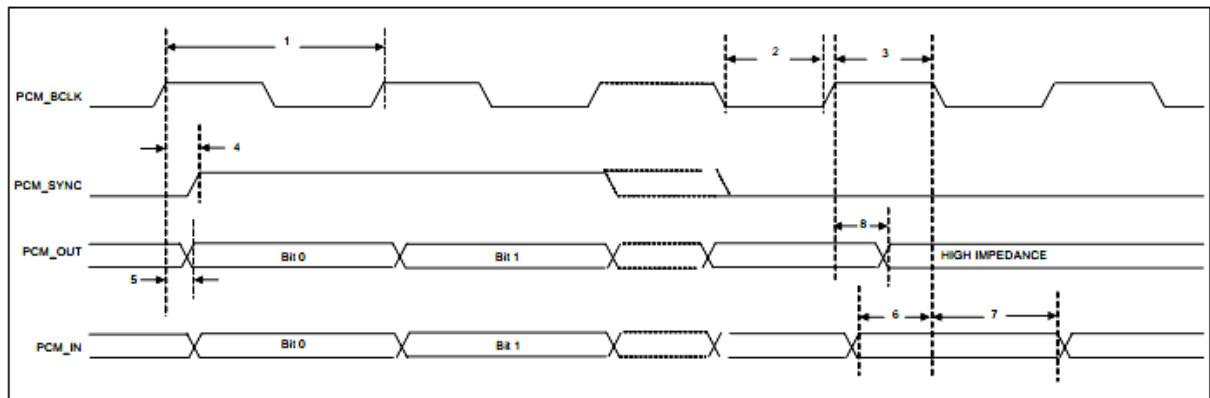 1
2
3
PCM_BCLK
4
PCM_SYNC
8
PCM_OUT
Bit 0
Bit 1
HIGH IMPEDANCE
5
6
7
PCM_IN
Bit 0
Bit 1